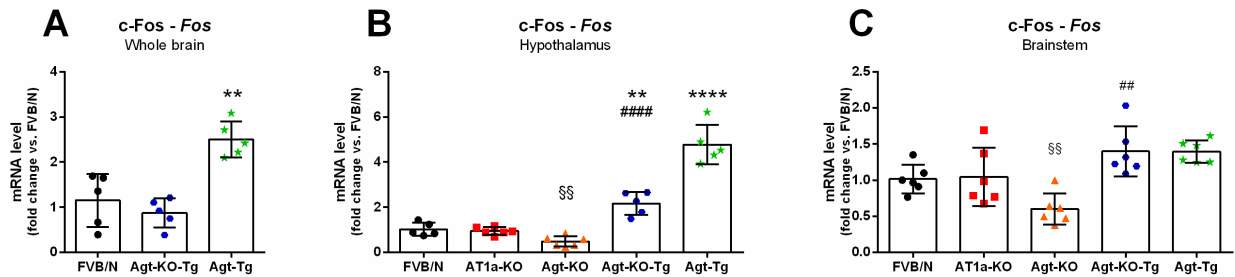 A
c-Fos - Fos
Whole brain
mRNA level
(fold change vs. FVB/N)
4
3
2
1
0
**
FVB/N
Agt-KO-Tg
Agt-Tg
B
c-Fos - Fos
Hypothalamus
mRNA level
(fold change vs. FVB/N)
8
6
4
2
0
§§
**
####
****
FVB/N
AT1a-KO
Agt-KO
Agt-KO-Tg
Agt-Tg
C
c-Fos - Fos
Brainstem
mRNA level
(fold change vs. FVB/N)
2.5
2.0
1.5
1.0
0.5
0.0
§§
##
FVB/N
AT1a-KO
Agt-KO
Agt-KO-Tg
Agt-Tg